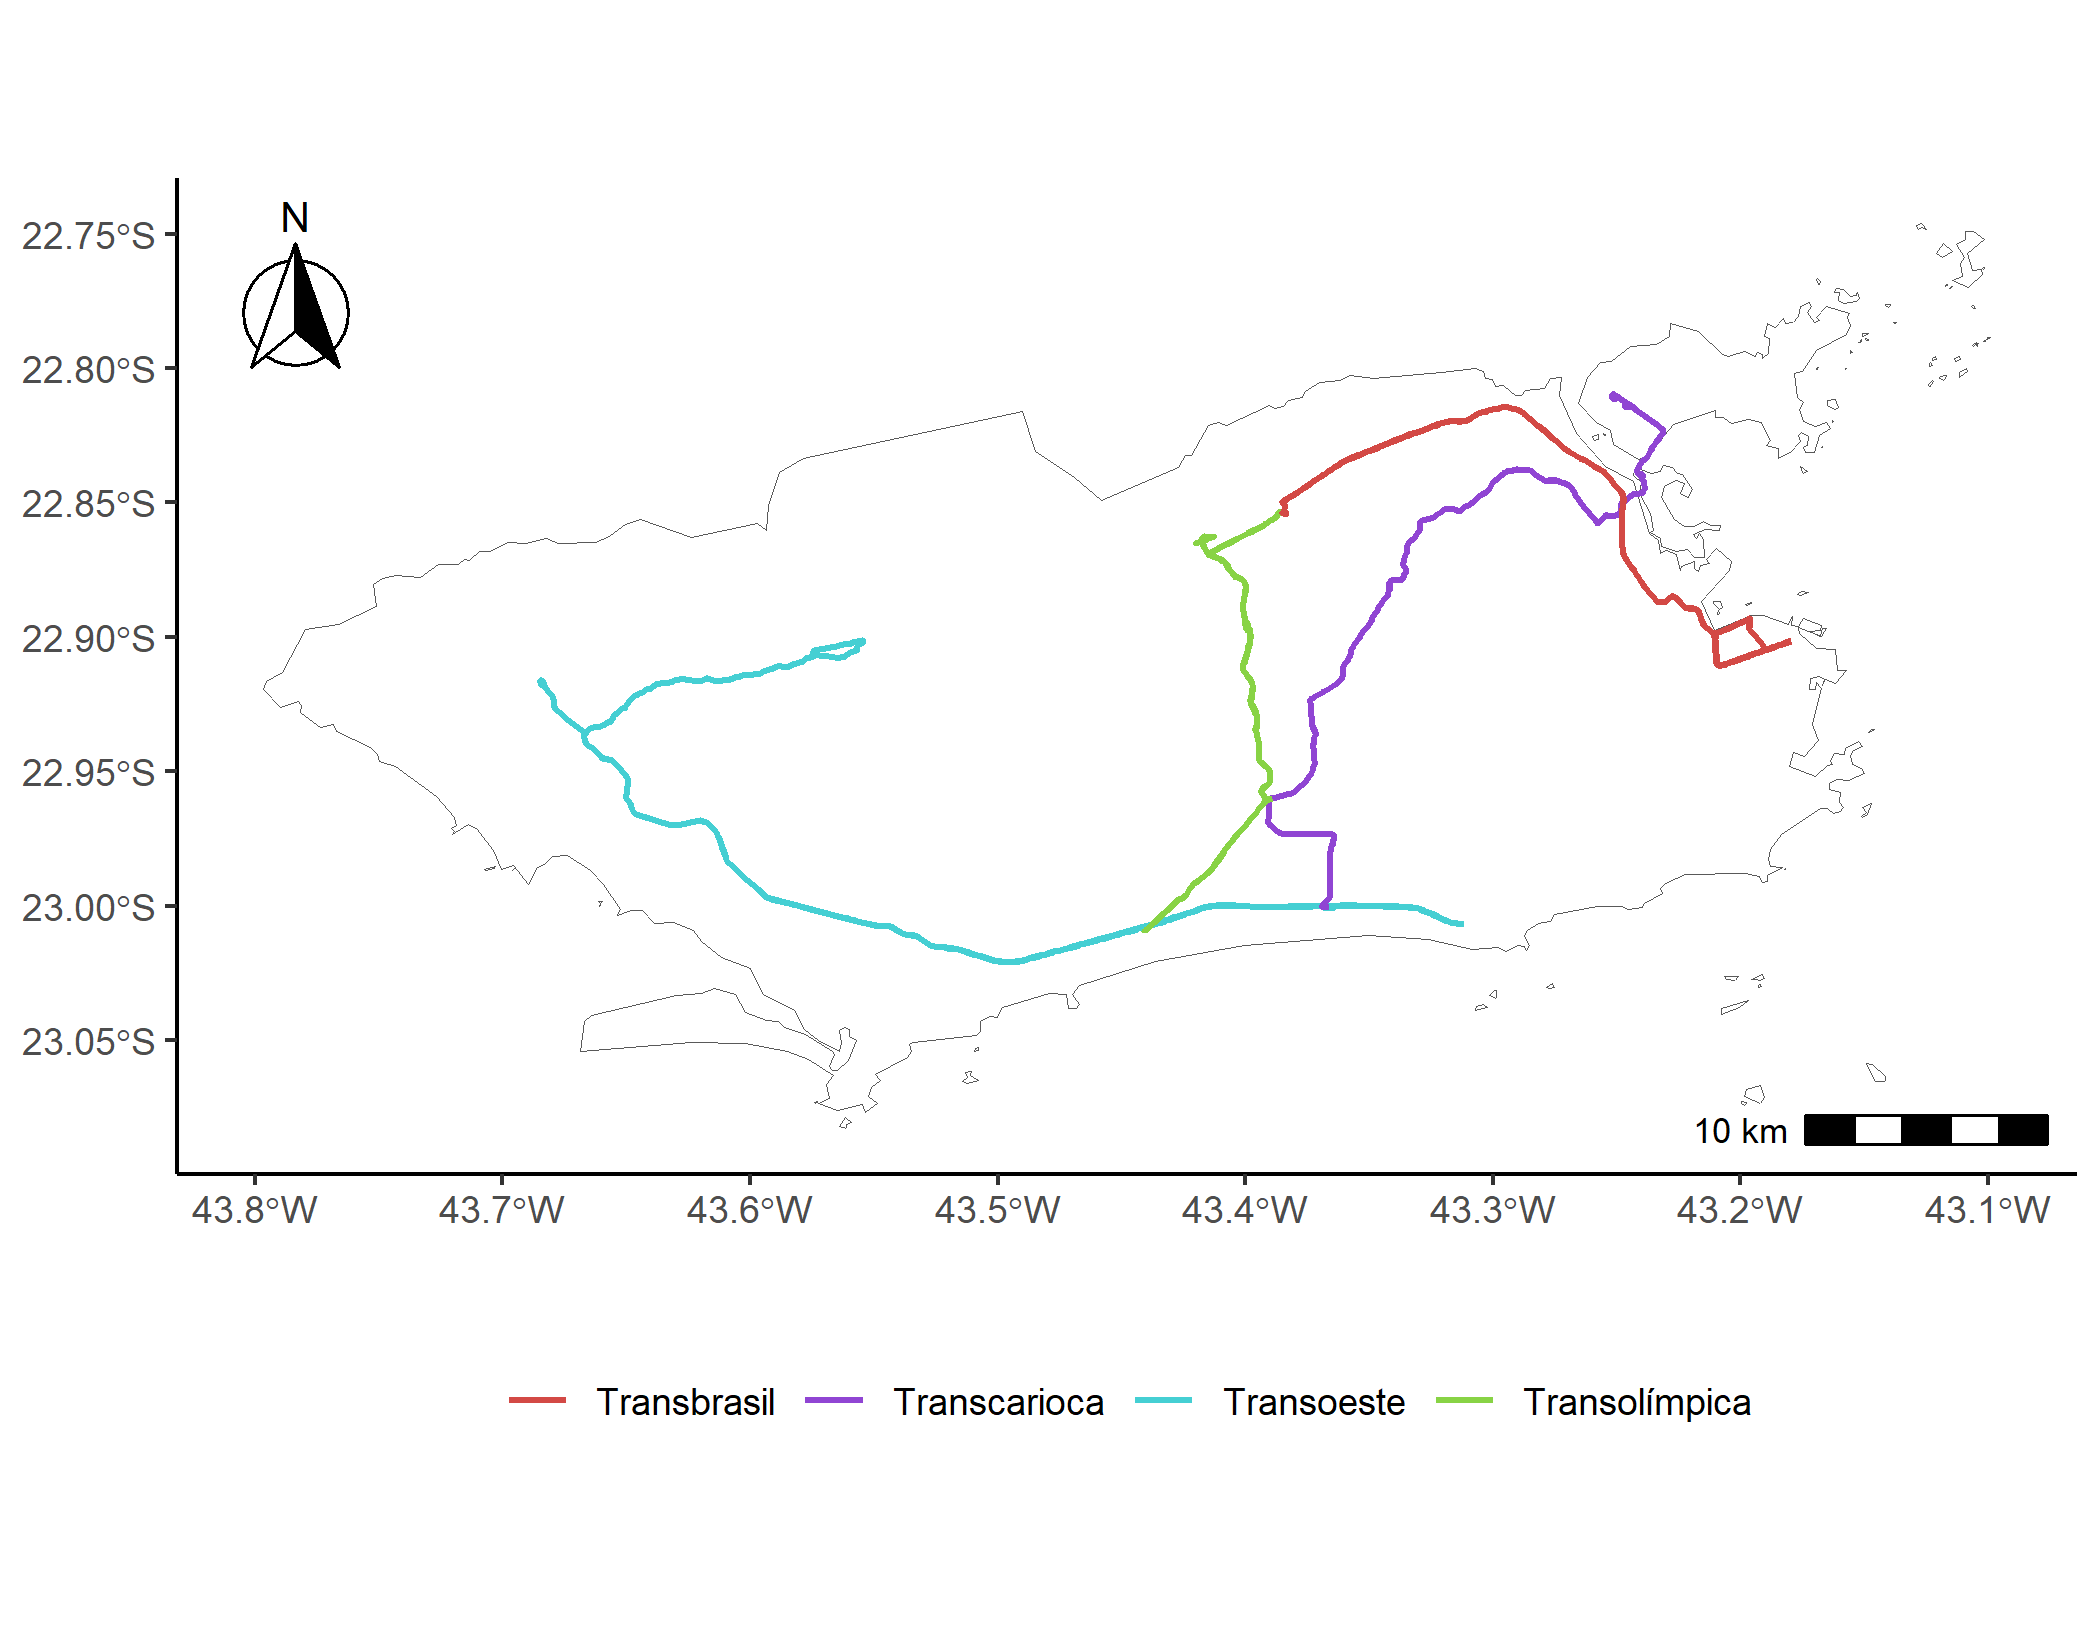 N
22.75°S
22.80°S
22.85°S
22.90°S
22.95°S
23.00°S
23.05°S
10 km
43.8°W 43.7°W 43.6°W 43.5°W 43.4°W 43.3°W 43.2°W 43.1°W
Transbrasil Transcarioca Transoeste Transolímpica